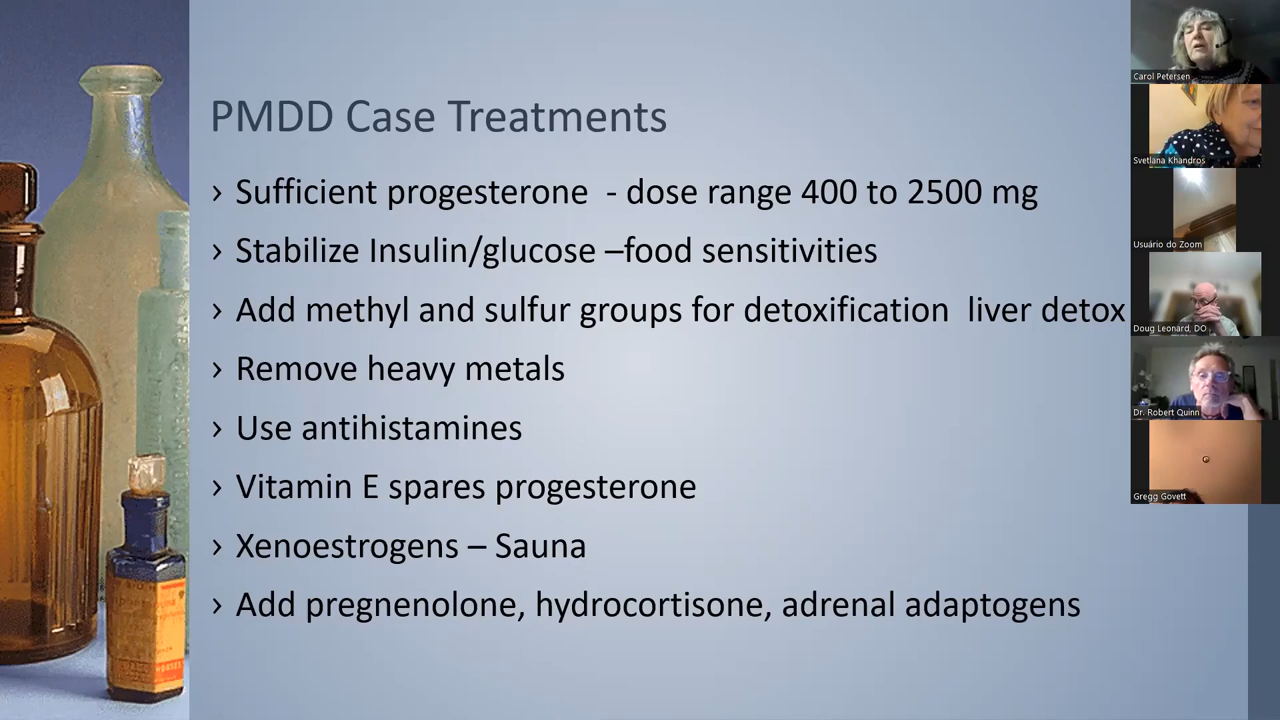 PMDD Case Treatments
› Sufficient progesterone - dose range 400 to 2500 mg
› Stabilize Insulin/glucose –food sensitivities
› Add methyl and sulfur groups for detoxification liver detox
› Remove heavy metals
› Use antihistamines
› Vitamin E spares progesterone
› Xenoestrogens – Sauna
› Add pregnenolone, hydrocortisone, adrenal adaptogens
Carol Petersen
Svetlana Khandros
Usuário do Zoom
Doug Leonard, DO
Dr. Robert Quinn
Gregg Govett